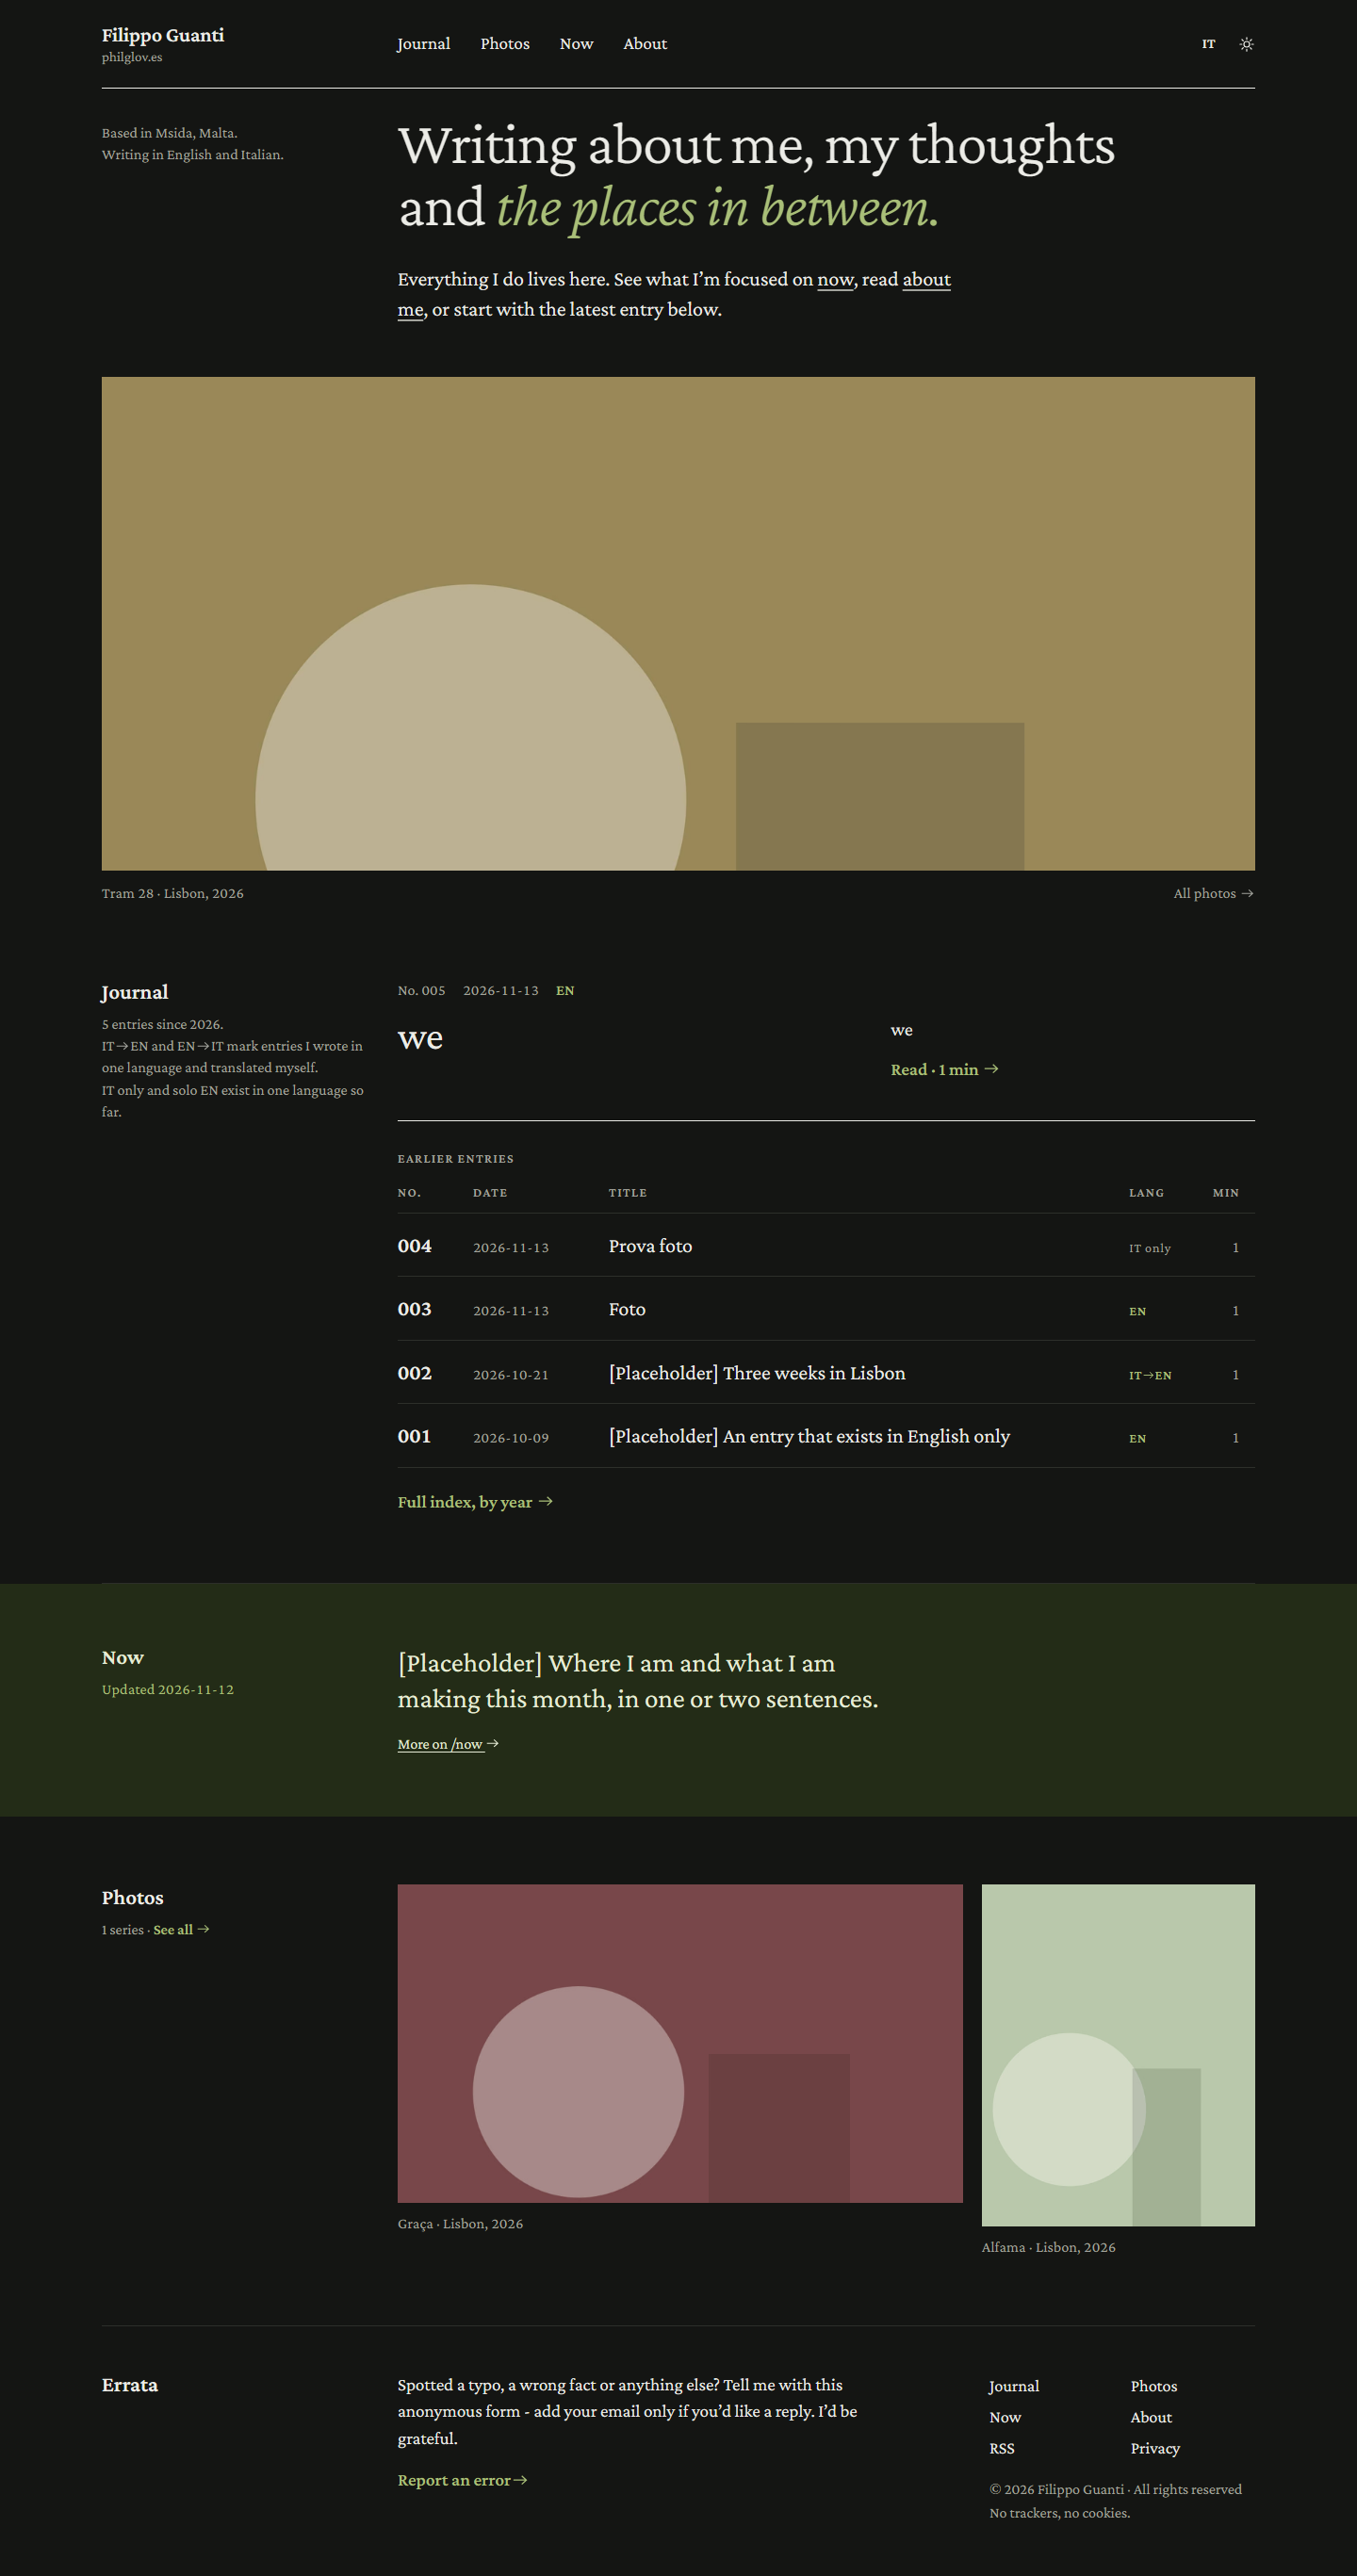 Filippo Guanti
philglov.es
Journal Photos Now About
IT
Based in Msida, Malta.
Writing in English and Italian.
Writing about me, my thoughts
and the places in between.
Everything I do lives here. See what I’m focused on now, read about
me, or start with the latest entry below.
Tram 28 · Lisbon, 2026
All photos →
Journal
5 entries since 2026.
IT→EN and EN→IT mark entries I wrote in
one language and translated myself.
IT only and solo EN exist in one language so
far.
No. 005 2026-11-13 EN
we
we
Read · 1 min →
EARLIER ENTRIES
NO. DATE TITLE LANG MIN
004 2026-11-13 Prova foto IT only 1
003 2026-11-13 Foto EN 1
002 2026-10-21 [Placeholder] Three weeks in Lisbon IT→EN 1
001 2026-10-09 [Placeholder] An entry that exists in English only EN 1
Full index, by year →
Now
Updated 2026-11-12
[Placeholder] Where I am and what I am
making this month, in one or two sentences.
More on /now →
Photos
1 series · See all →
Graça · Lisbon, 2026
Alfama · Lisbon, 2026
Errata
Spotted a typo, a wrong fact or anything else? Tell me with this
anonymous form - add your email only if you’d like a reply. I’d be
grateful.
Report an error→
Journal Photos
Now About
RSS Privacy
© 2026 Filippo Guanti · All rights reserved
No trackers, no cookies.